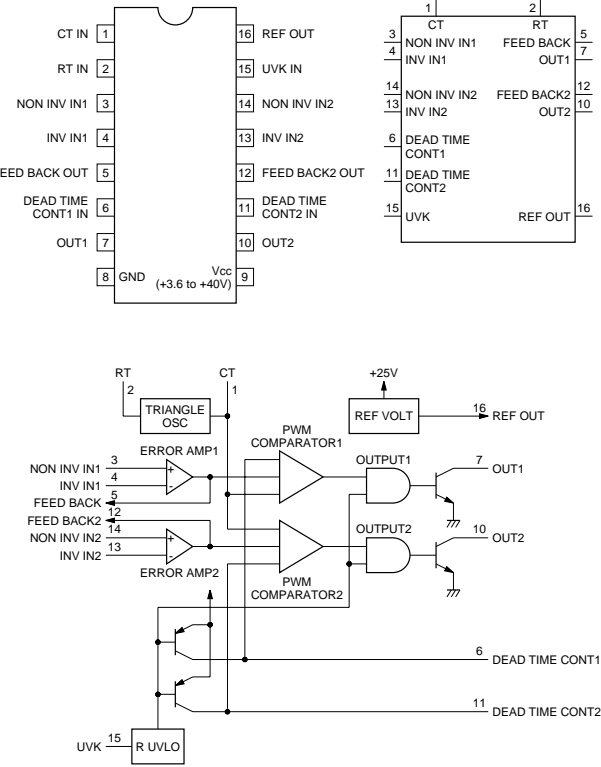 CT IN 1
16 REF OUT
RT IN 2
15 UVK IN
NON INV IN1 3
14 NON INV IN2
INV IN1 4
13 INV IN2
EED BACK OUT 5
12 FEED BACK2 OUT
DEAD TIME
CONT1 IN 6
11 DEAD TIME
CONT2 IN
OUT1 7
10 OUT2
8 GND
Vcc
(+3.6 to +40V) 9
1
CT
2
RT
3 NON INV IN1
FEED BACK 5
4 INV IN1
OUT1 7
14 NON INV IN2
FEED BACK2 12
13 INV IN2
OUT2 10
6 DEAD TIME
CONT1
11 DEAD TIME
CONT2
15 UVK
REF OUT 16
RT
2
CT
1
+25V
TRIANGLE
OSC
REF VOLT
16 REF OUT
PWM
COMPARATOR1
ERROR AMP1
OUTPUT1
7 OUT1
NON INV IN1 3
+
INV IN1 4
-
FEED BACK 5
FEED BACK2 12
OUTPUT2
10 OUT2
NON INV IN2 14
+
INV IN2 13
-
ERROR AMP2
PWM
COMPARATOR2
6 DEAD TIME CONT1
11 DEAD TIME CONT2
UVK 15 R UVLO